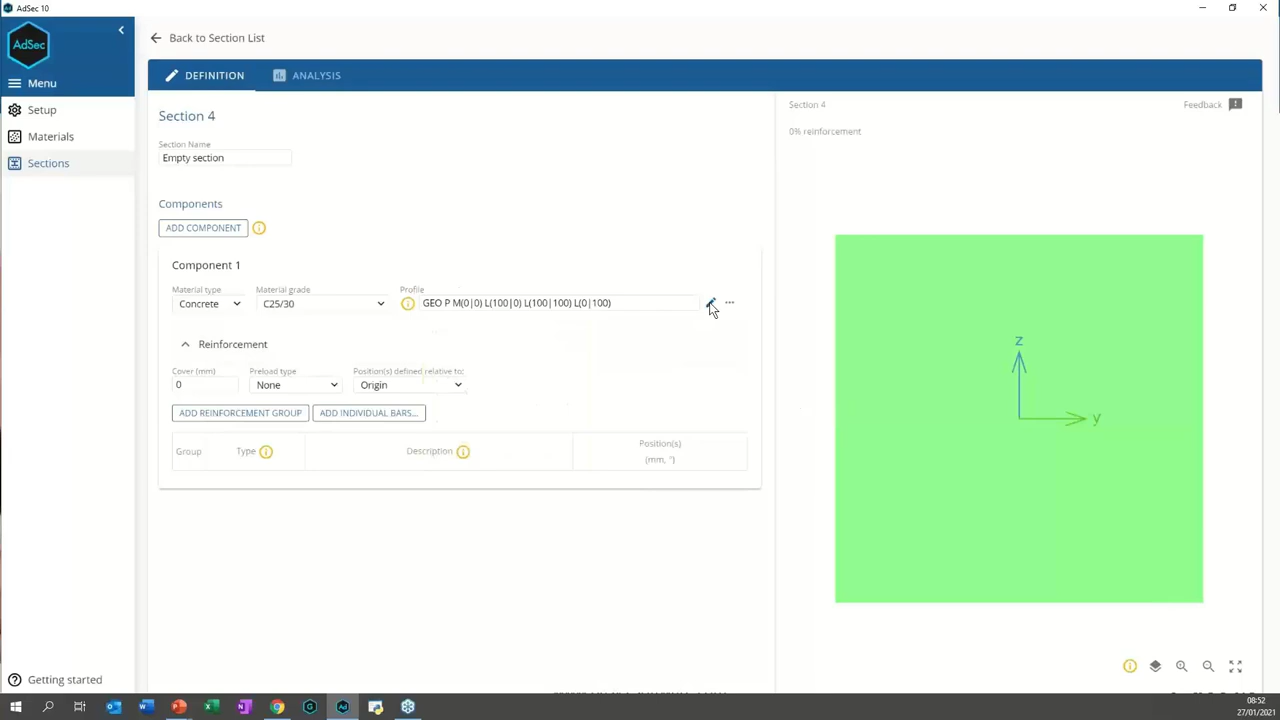 AdSec 10
AdSec
Menu
Setup
Materials
Sections
Getting started
Back to Section List
DEFINITION
ANALYSIS
Section 4
Section Name
Empty section
Components
ADD COMPONENT
Component 1
Material type
Material grade
Profile
Concrete
C25/30
GEO P M(0|0) L(100|0) L(100|100) L(0|100)
Reinforcement
Cover (mm)
Preload type
Position(s) defined relative to:
0
None
Origin
ADD REINFORCEMENT GROUP
ADD INDIVIDUAL BARS...
Group
Type
Description
Position(s)
(mm, °)
Section 4
Feedback
0% reinforcement
z
y
08:52
27/01/2021